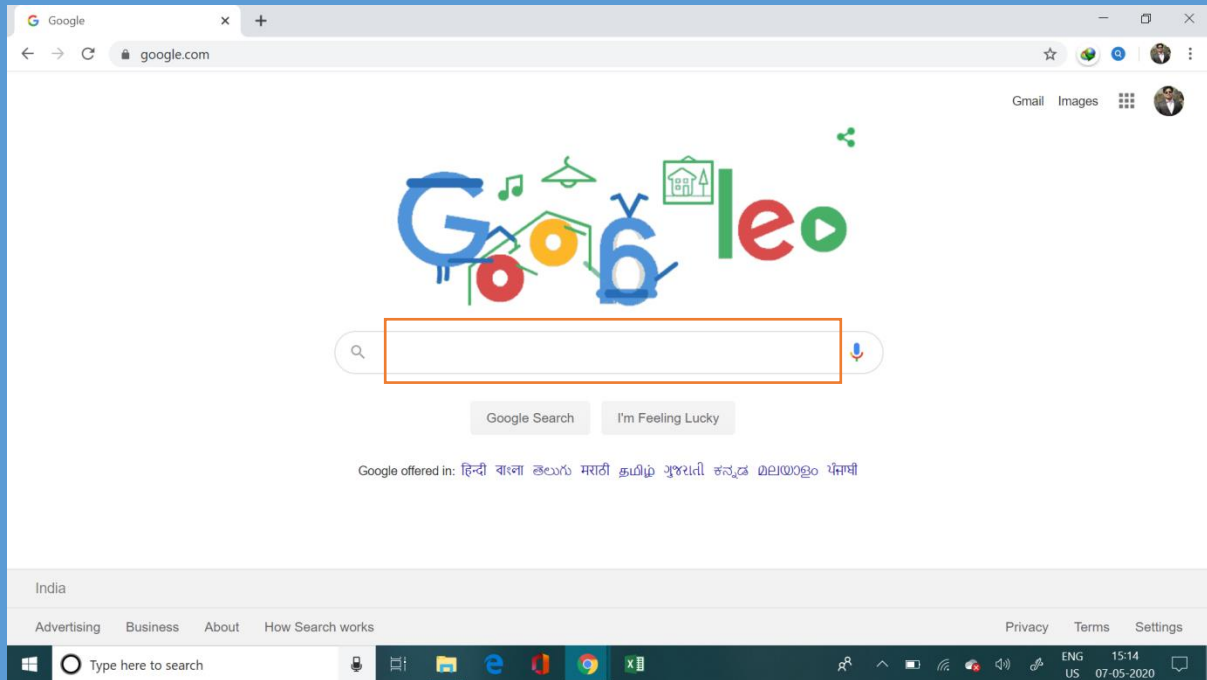 Google
google.com
Gmail Images
Google
Google Search I'm Feeling Lucky
Google offered in: हिन्दी বাংলা తెలుగు मराठी தமிழ் ગુજરાતી ಕನ್ನಡ മലയാളം ਪੰਜਾਬੀ
India
Advertising Business About How Search works Privacy Terms Settings
Type here to search ENG 15:14
US 07-05-2020